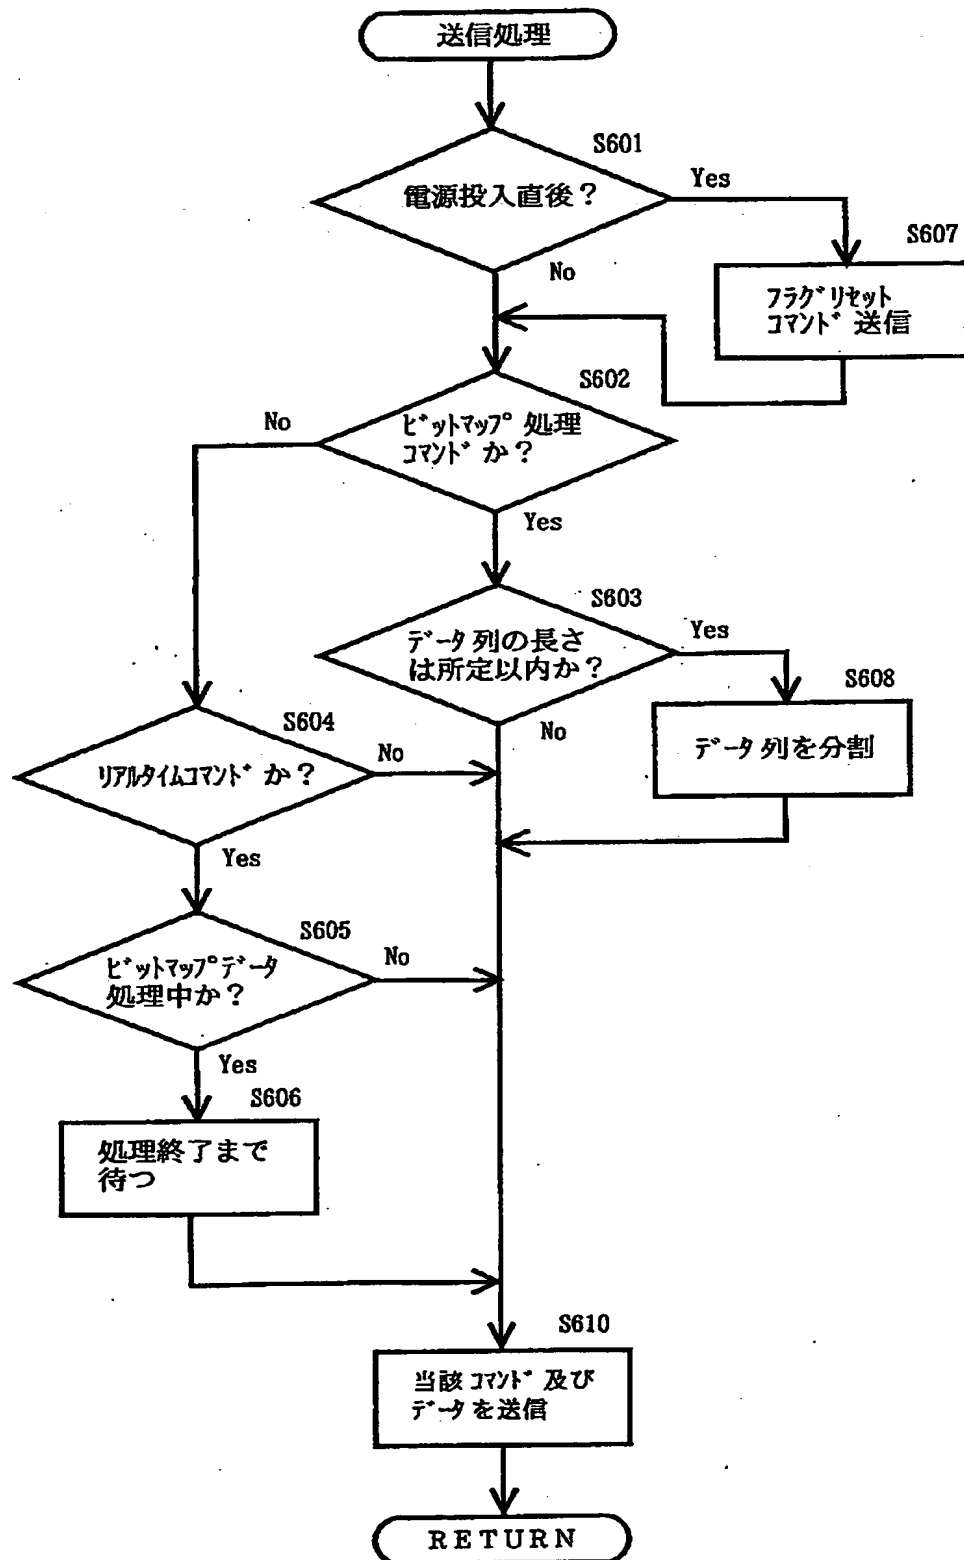 送信処理
S601
電源投入直後？
Yes
No
S607
フラグリセット
コマンド送信
S602
ビットマップ処理
コマンドか？
No
Yes
S603
データ列の長さ
は所定以内か？
Yes
No
S608
データ列を分割
S604
リアルタイムコマンドか？
No
Yes
S605
ビットマップデータ
処理中か？
No
Yes
S606
処理終了まで
待つ
S610
当該コマンド及び
データを送信
RETURN